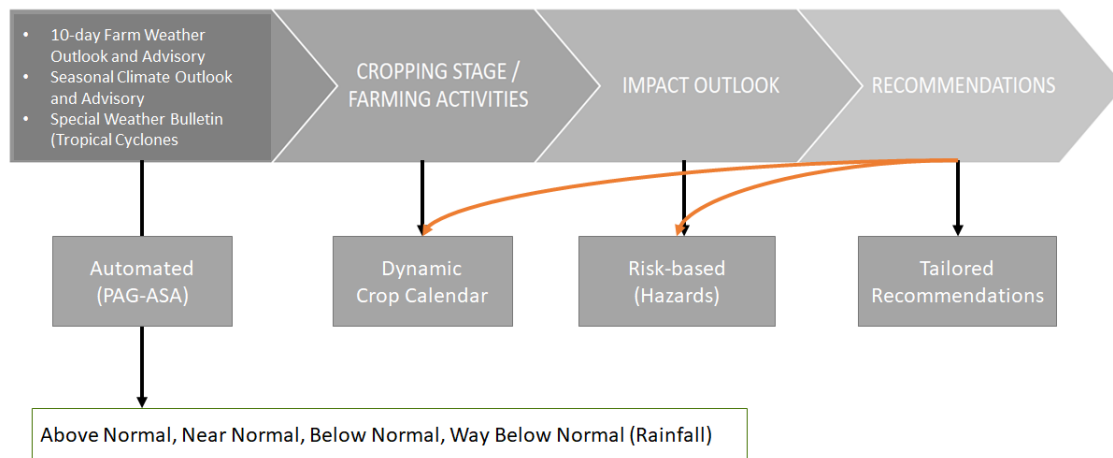 • 10-day Farm Weather
Outlook and Advisory
• Seasonal Climate Outlook
and Advisory
• Special Weather Bulletin
(Tropical Cyclones
CROPPING STAGE /
FARMING ACTIVITIES
IMPACT OUTLOOK
RECOMMENDATIONS
Automated
(PAG-ASA)
Dynamic
Crop Calendar
Risk-based
(Hazards)
Tailored
Recommendations
Above Normal, Near Normal, Below Normal, Way Below Normal (Rainfall)